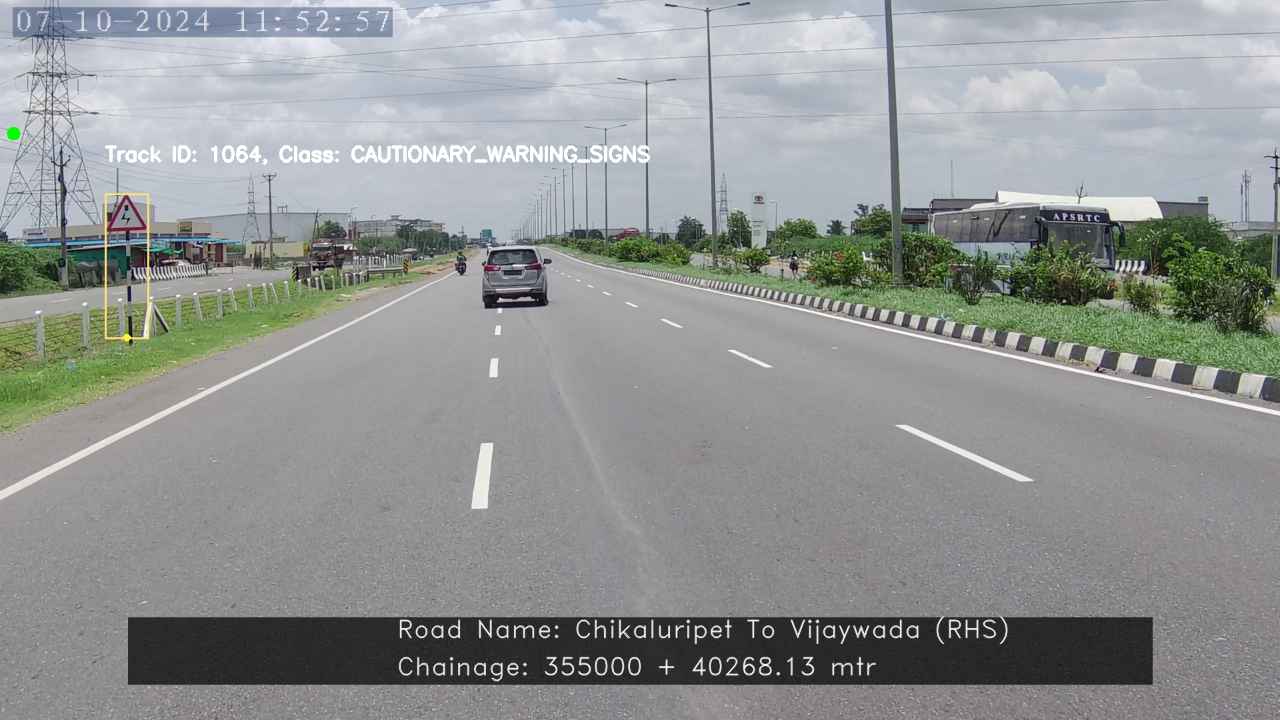 07-10-2024 11:52:57
Track ID: 1064, Class: CAUTIONARY_WARNING_SIGNS
APSRTC
Road Name: Chikaluripet To Vijaywada (RHS)
Chainage: 355000 + 40268.13 mtr